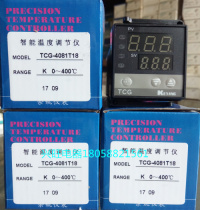 PRECISION
TEMPERATURE
CONTROLLER
智能温度调节仪
MODEL TCG-4081T18
RANGE K 0~400℃
17 09
PV
888
SV
888
TCG
PRECISION
TEMPERATURE
CONTROLLER
智能温度调节仪
MODEL TCG-4081T18
RANGE K 0~400℃
17 09
PRECISION
TEMPERATURE
CONTROLLER
智能温度调节仪
TCG-4081T18
RANGE K 0~400℃
17 09